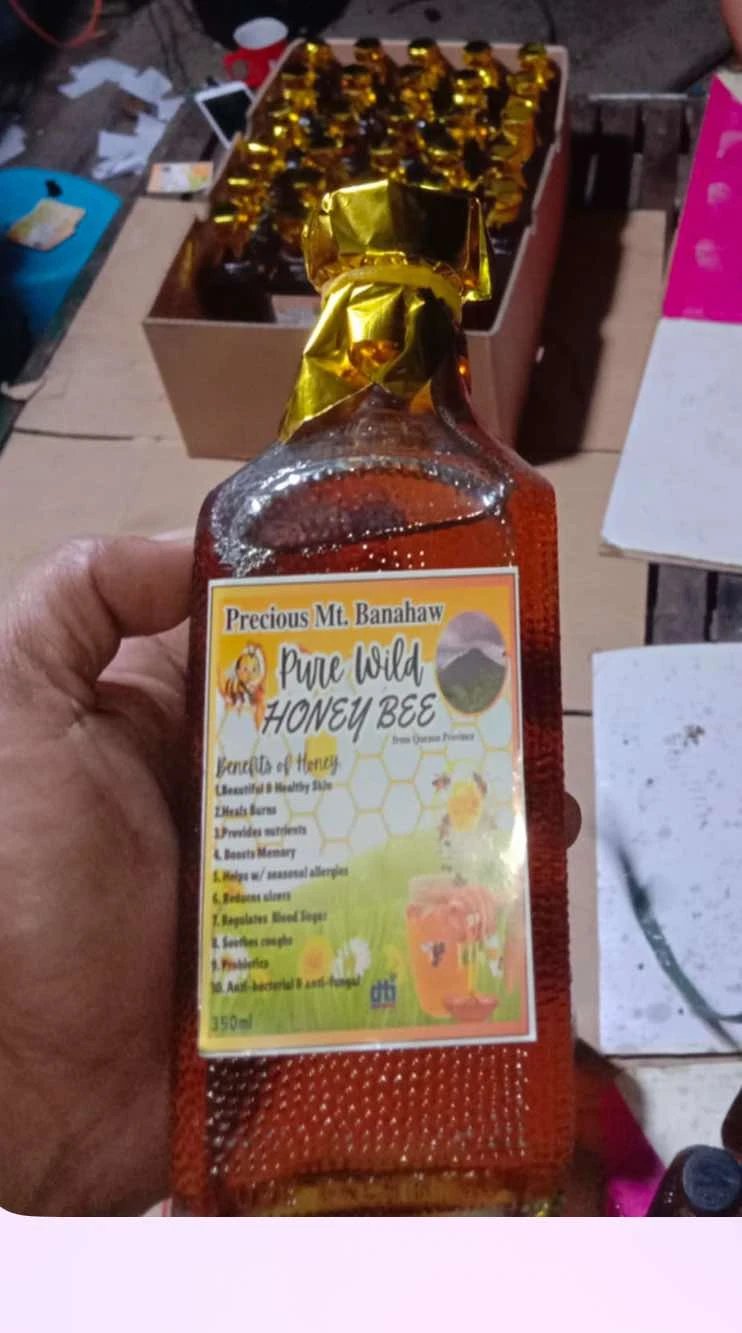 Precious Mt. Banahaw
Pure Wild
HONEY BEE
from Quezon Province
Benefits of Honey
1.Beautiful & Healthy Skin
2.Heals Burns
3.Provides nutrients
4. Boosts Memory
5. Helps w/ seasonal allergies
6. Reduces ulcers
7. Regulates Blood Sugar
8. Soothes coughs
9. Probiotics
10. Anti-bacterial & anti-fungal
dti
350ml